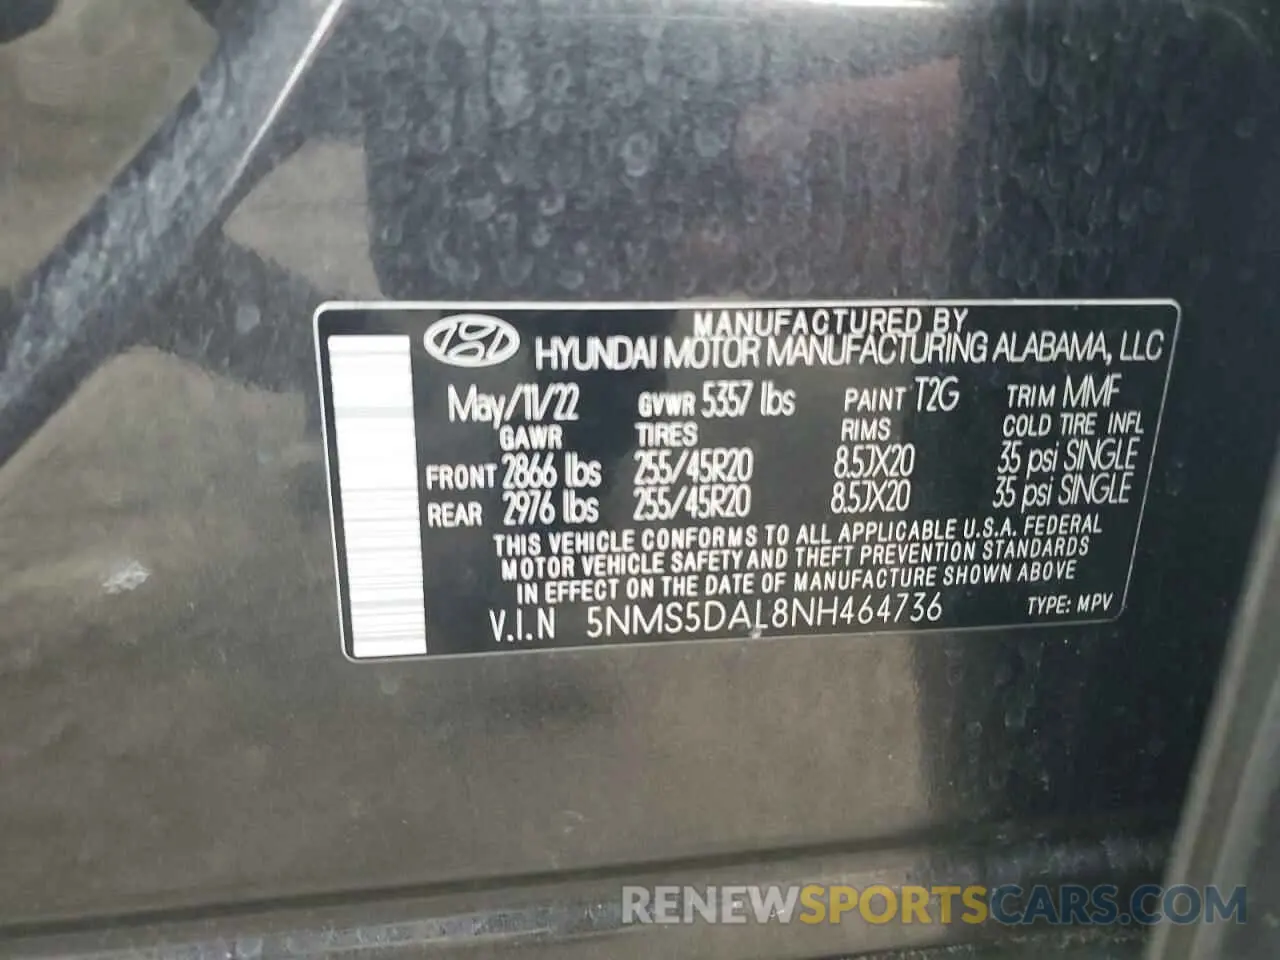 MANUFACTURED BY
HYUNDAI MOTOR MANUFACTURING ALABAMA, LLC
May/11/22 GVWR 5357 lbs PAINT T2G TRIM MMF
GAWR TIRES RIMS COLD TIRE INFL
FRONT 2866 lbs 255/45R20 8.5JX20 35 psi SINGLE
REAR 2976 lbs 255/45R20 8.5JX20 35 psi SINGLE
THIS VEHICLE CONFORMS TO ALL APPLICABLE U.S.A. FEDERAL
MOTOR VEHICLE SAFETY AND THEFT PREVENTION STANDARDS
IN EFFECT ON THE DATE OF MANUFACTURE SHOWN ABOVE
V.I.N 5NMS5DAL8NH464736 TYPE: MPV
RENEWSPORTSCARS.COM